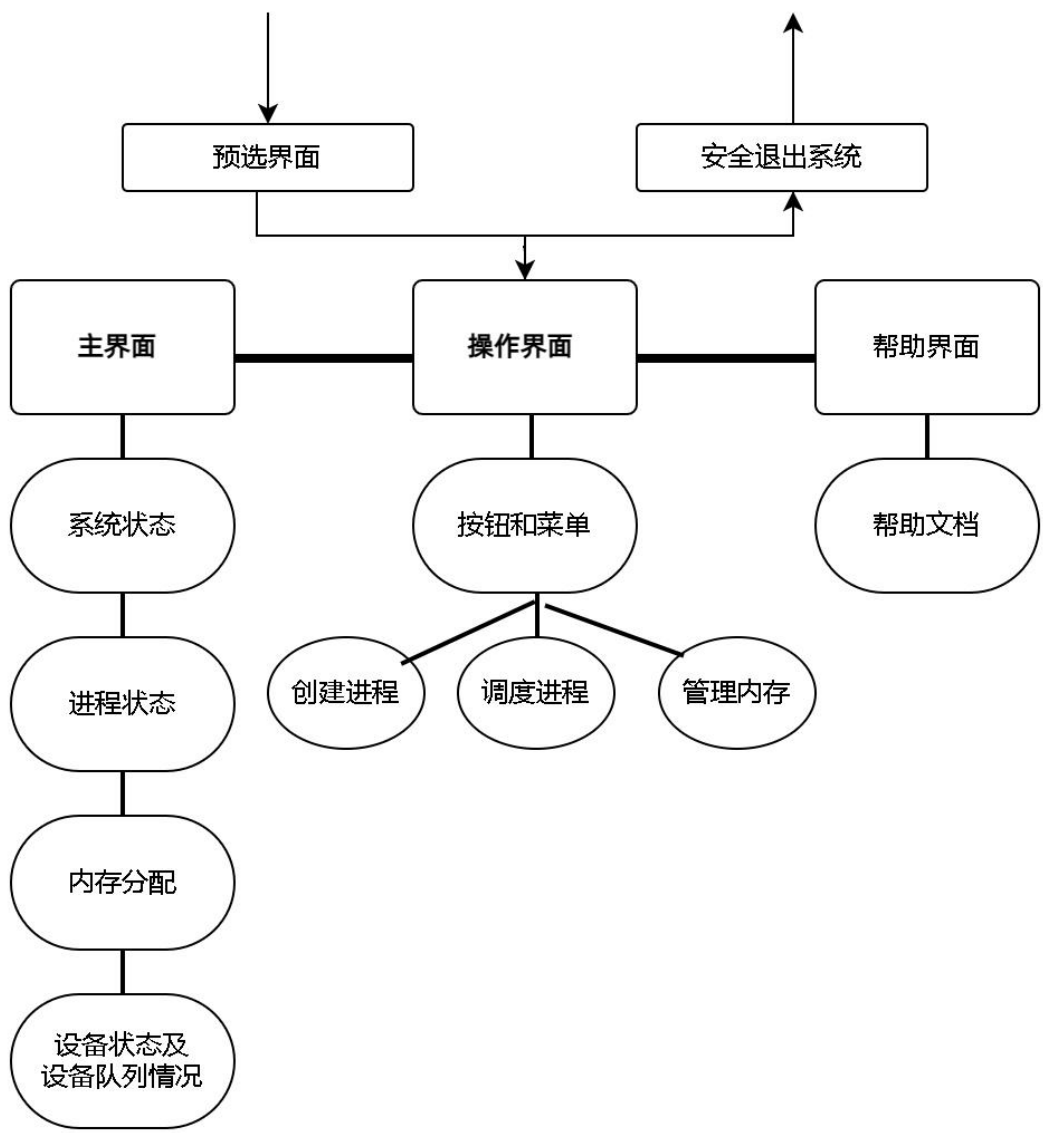 预选界面
安全退出系统
主界面
操作界面
帮助界面
系统状态
按钮和菜单
帮助文档
进程状态
创建进程
调度进程
管理内存
内存分配
设备状态及
设备队列情况